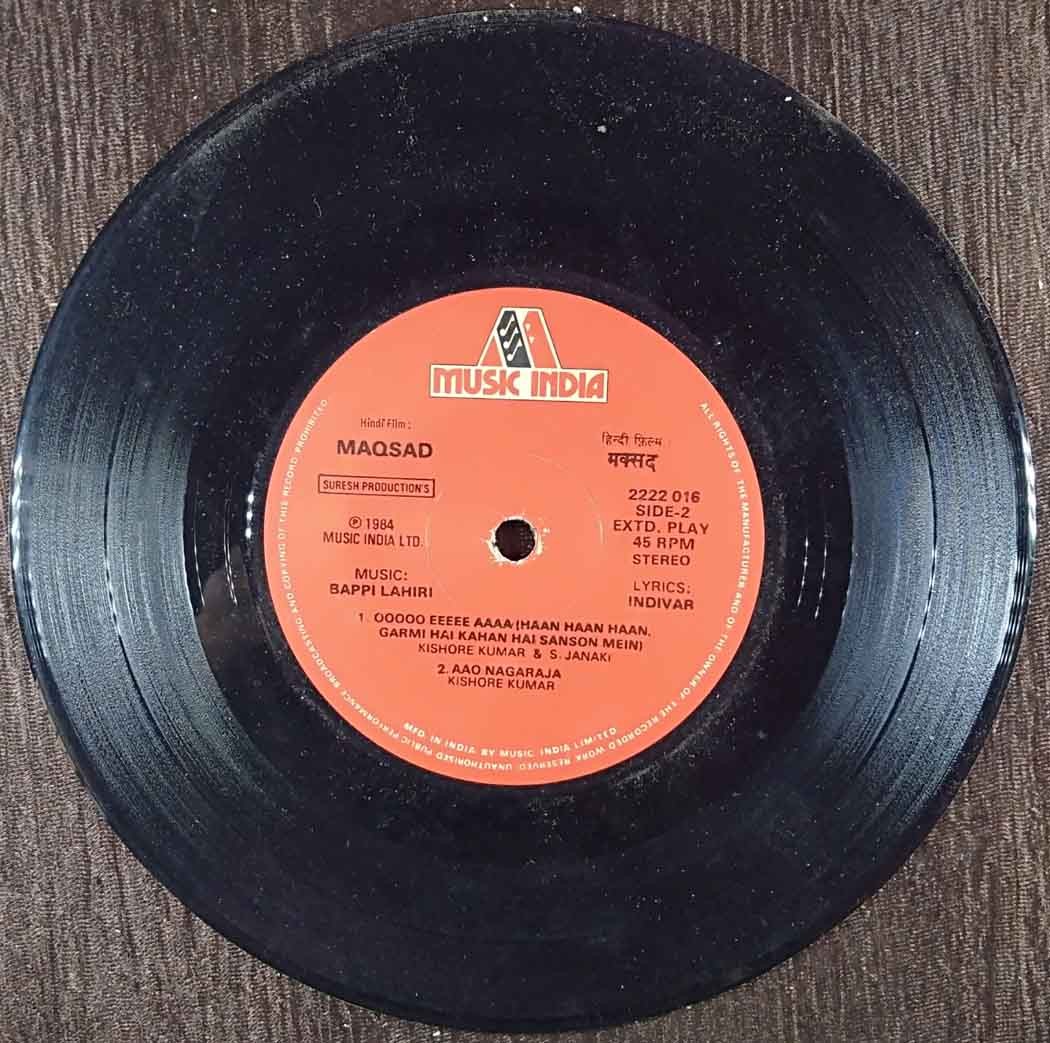 MUSIC INDIA
Hindi Film :
MAQSAD
SURESH PRODUCTION'S
℗ 1984
MUSIC INDIA LTD.
MUSIC:
BAPPI LAHIRI
हिन्दी फ़िल्म :
मक्सद
2222 016
SIDE-2
EXTD. PLAY
45 RPM
STEREO
LYRICS:
INDIVAR
1. OOOOO EEEEE AAAA (HAAN HAAN HAAN,
GARMI HAI KAHAN HAI SANSON MEIN)
KISHORE KUMAR & S. JANAKI
2. AAO NAGARAJA
KISHORE KUMAR
MFD. IN INDIA BY MUSIC INDIA LIMITED
ALL RIGHTS OF THE MANUFACTURER AND OF THE OWNER OF THE RECORDED WORK RESERVED. UNAUTHORISED PUBLIC PERFORMANCE BROADCASTING AND COPYING OF THIS RECORD PROHIBITED